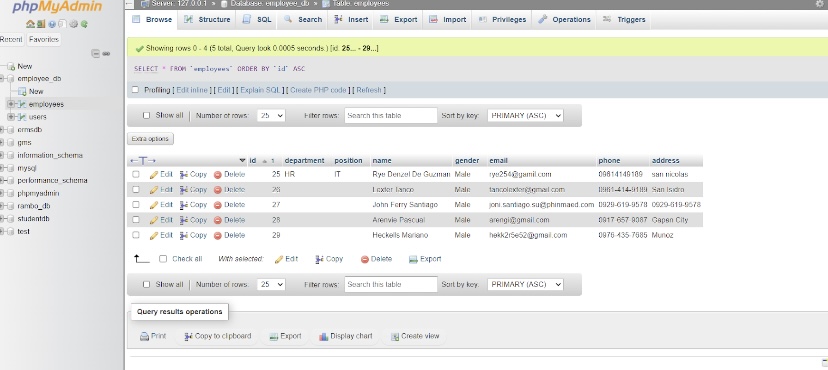 phpMyAdmin
Server: 127.0.0.1 » Database: employee_db » Table: employees
Browse Structure SQL Search Insert Export Import Privileges Operations Triggers
Recent Favorites
New
employee_db
New
employees
users
ermsdb
gms
information_schema
mysql
performance_schema
phpmyadmin
rambo_db
studentdb
test
Showing rows 0 - 4 (5 total, Query took 0.0005 seconds.) [id: 25... - 29...]
SELECT * FROM `employees` ORDER BY `id` ASC
Profiling [ Edit inline ] [ Edit ] [ Explain SQL ] [ Create PHP code ] [ Refresh ]
Show all Number of rows: 25 Filter rows: Search this table Sort by key: PRIMARY (ASC)
Extra options
id 1 department position name gender email phone address
Edit Copy Delete 25 HR IT Rye Denzel De Guzman Male rye254@gamil.com 09814149189 san nicolas
Edit Copy Delete 26 Lexter Tanco Male tancolexter@gmail.com 0961-414-9189 San Isidro
Edit Copy Delete 27 John Ferry Santiago Male joni.santiago.su@phinmaed.com 0929-619-9578 0929-619-9578
Edit Copy Delete 28 Arenvie Pascual Male arengi@gmail.com 0917-657-9087 Gapan City
Edit Copy Delete 29 Heckells Mariano Male hekk2r5e52@gmail.com 0976-435-7685 Munoz
Check all With selected: Edit Copy Delete Export
Show all Number of rows: 25 Filter rows: Search this table Sort by key: PRIMARY (ASC)
Query results operations
Print Copy to clipboard Export Display chart Create view